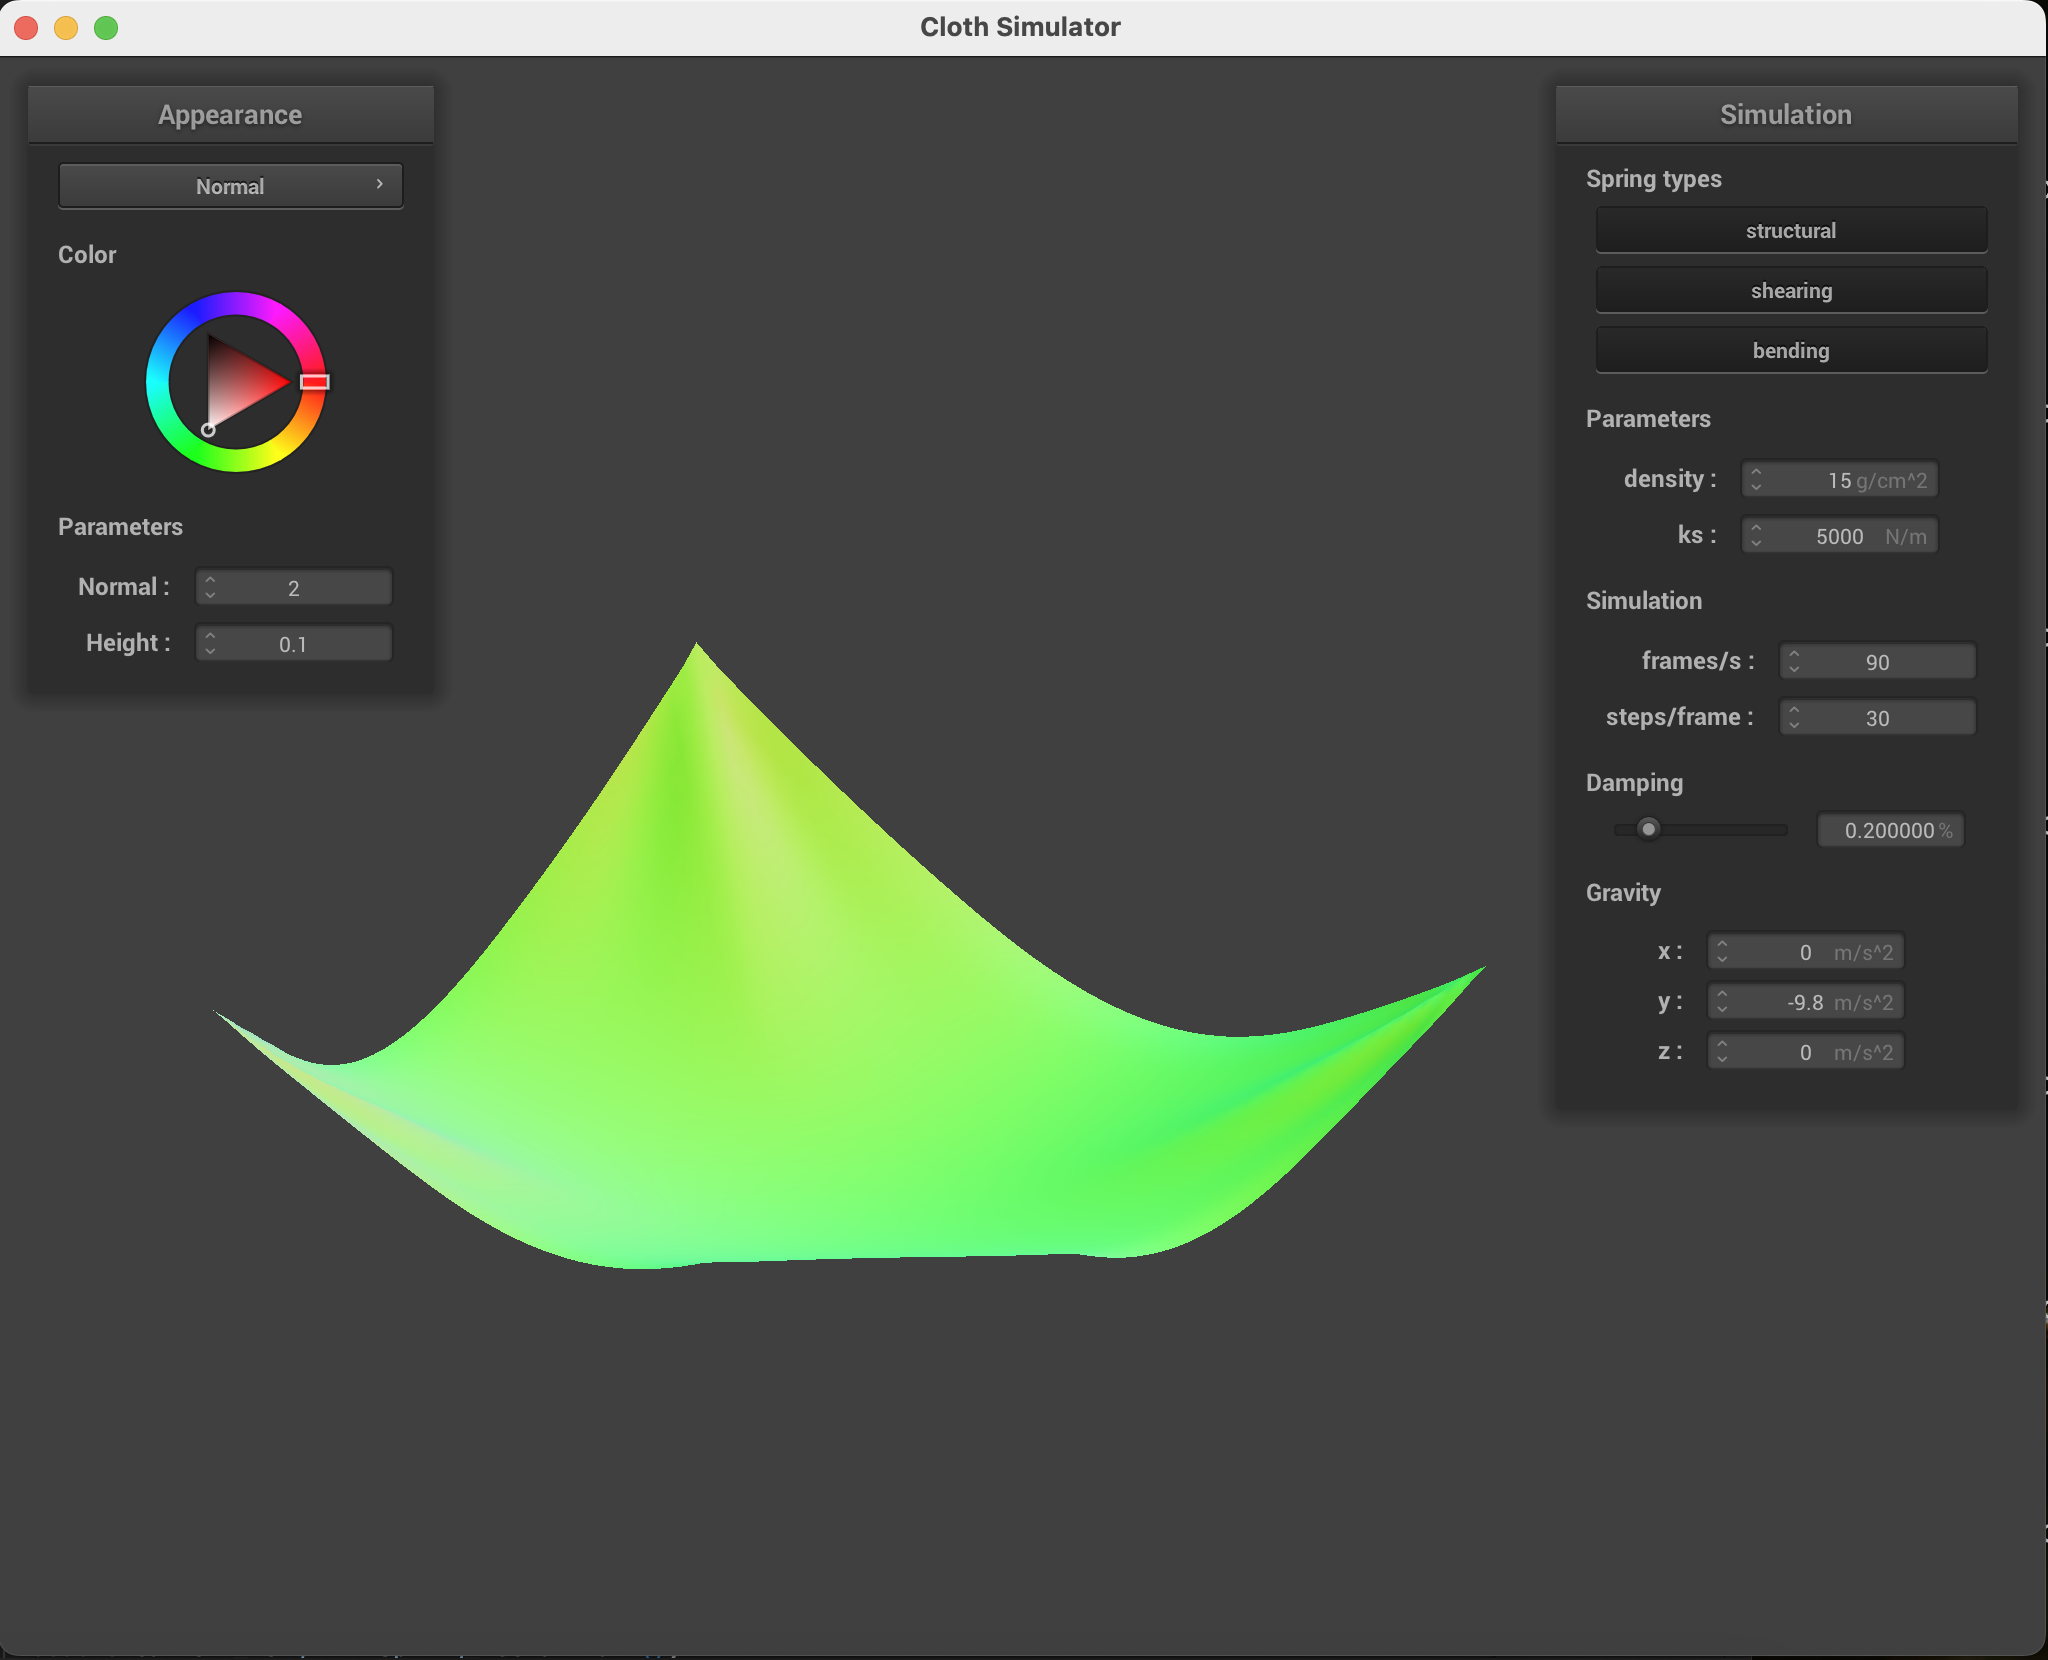 Cloth Simulator
Appearance
Normal
Color
Parameters
Normal : 2
Height : 0.1
Simulation
Spring types
structural
shearing
bending
Parameters
density : 15 g/cm^2
ks : 5000 N/m
Simulation
frames/s : 90
steps/frame : 30
Damping
0.200000 %
Gravity
x : 0 m/s^2
y : -9.8 m/s^2
z : 0 m/s^2